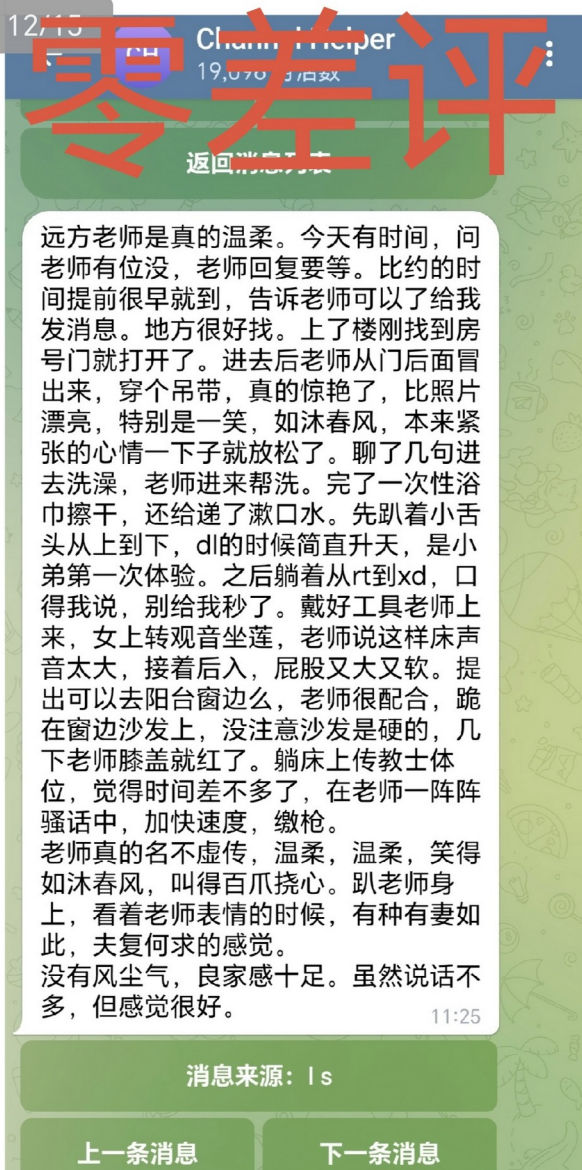 12/15
零差评
Channel Helper
返回消息列表
远方老师是真的温柔。今天有时间，问
老师有位没，老师回复要等。比约的时
间提前很早就到，告诉老师可以了给我
发消息。地方很好找。上了楼刚找到房
号门就打开了。进去后老师从门后面冒
出来，穿个吊带，真的惊艳了，比照片
漂亮，特别是一笑，如沐春风，本来紧
张的心情一下子就放松了。聊了几句进
去洗澡，老师进来帮洗。完了一次性浴
巾擦干，还给递了漱口水。先趴着小舌
头从上到下，dl的时候简直升天，是小
弟第一次体验。之后躺着从rt到xd，口
得我说，别给我秒了。戴好工具老师上
来，女上转观音坐莲，老师说这样床声
音太大，接着后入，屁股又大又软。提
出可以去阳台窗边么，老师很配合，跪
在窗边沙发上，没注意沙发是硬的，几
下老师膝盖就红了。躺床上传教士体
位，觉得时间差不多了，在老师一阵阵
骚话中，加快速度，缴枪。
老师真的名不虚传，温柔，温柔，笑得
如沐春风，叫得百爪挠心。趴老师身
上，看着老师表情的时候，有种有妻如
此，夫复何求的感觉。
没有风尘气，良家感十足。虽然说话不
多，但感觉很好。
11:25
消息来源：l s
上一条消息
下一条消息